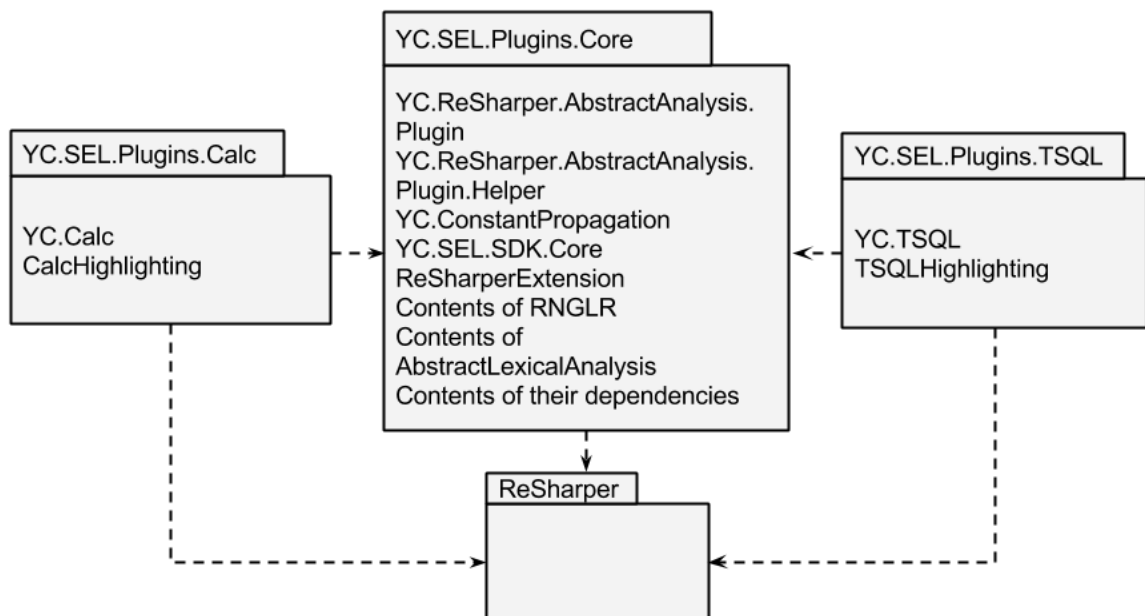 YC.SEL.Plugins.Core
YC.ReSharper.AbstractAnalysis.
Plugin
YC.ReSharper.AbstractAnalysis.
Plugin.Helper
YC.ConstantPropagation
YC.SEL.SDK.Core
ReSharperExtension
Contents of RNGLR
Contents of
AbstractLexicalAnalysis
Contents of their dependencies
YC.SEL.Plugins.Calc
YC.Calc
CalcHighlighting
YC.SEL.Plugins.TSQL
YC.TSQL
TSQLHighlighting
ReSharper